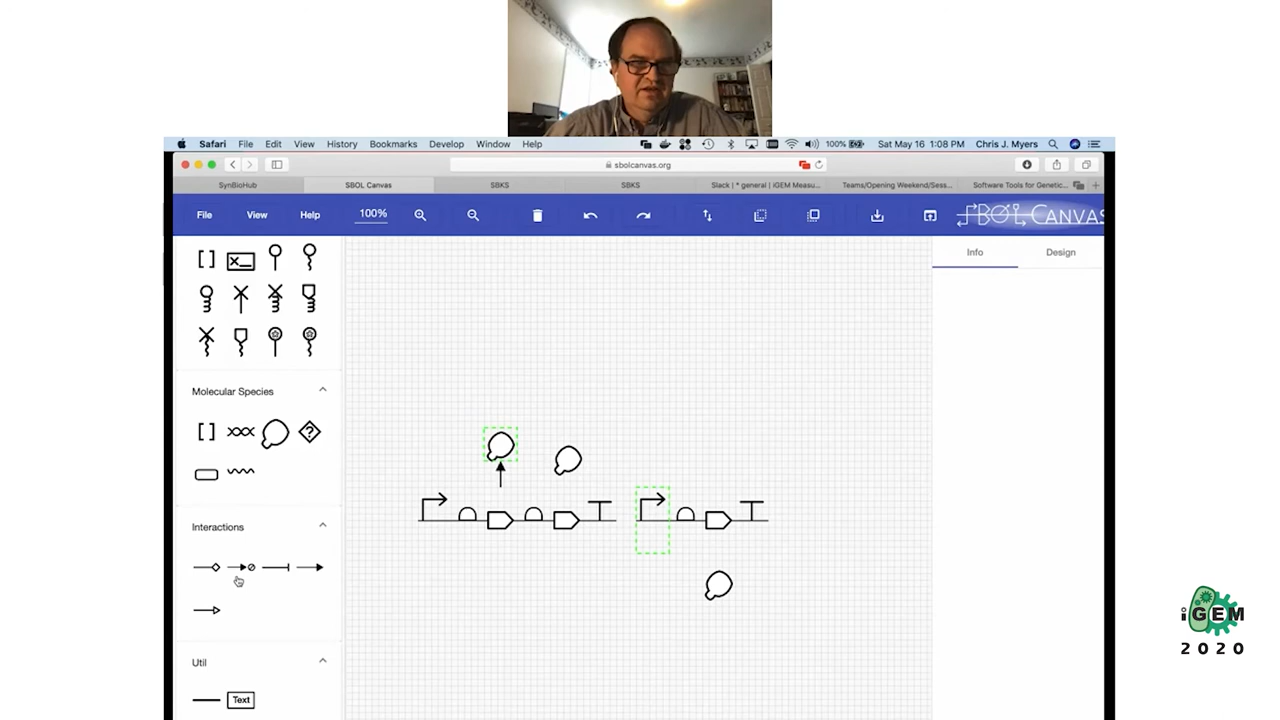 Safari File Edit View History Bookmarks Develop Window Help 100% Sat May 16 1:08 PM Chris J. Myers
sbolcanvas.org
SynBioHub SBOL Canvas SBKS SBKS Slack | * general | iGEM Measu... Teams/Opening Weekend/Sess... Software Tools for Genetic...
File View Help 100% SBOL CANVAS
Info Design
Molecular Species
Interactions
Util
Text
iGEM
2020